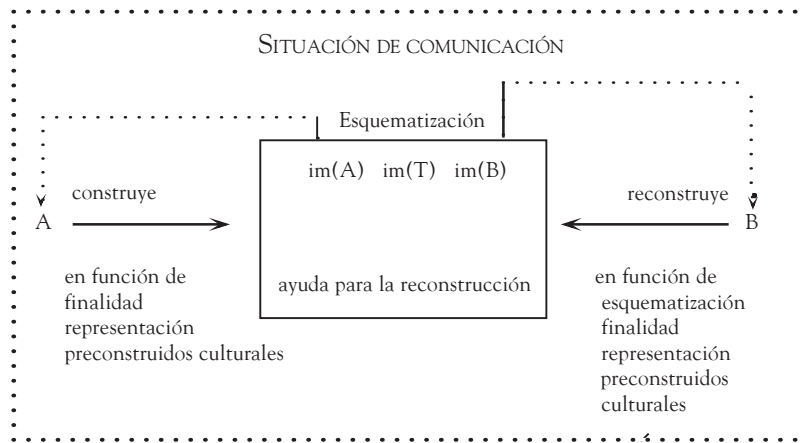 SITUACIÓN DE COMUNICACIÓN
Esquematización
im(A) im(T) im(B)
construye
reconstruye
A
B
ayuda para la reconstrucción
en función de
finalidad
representación
preconstruidos culturales
en función de
esquematización
finalidad
representación
preconstruidos
culturales